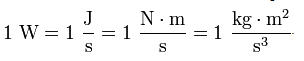 1 W = 1 J/s = 1 N · m/s = 1 kg · m²/s³